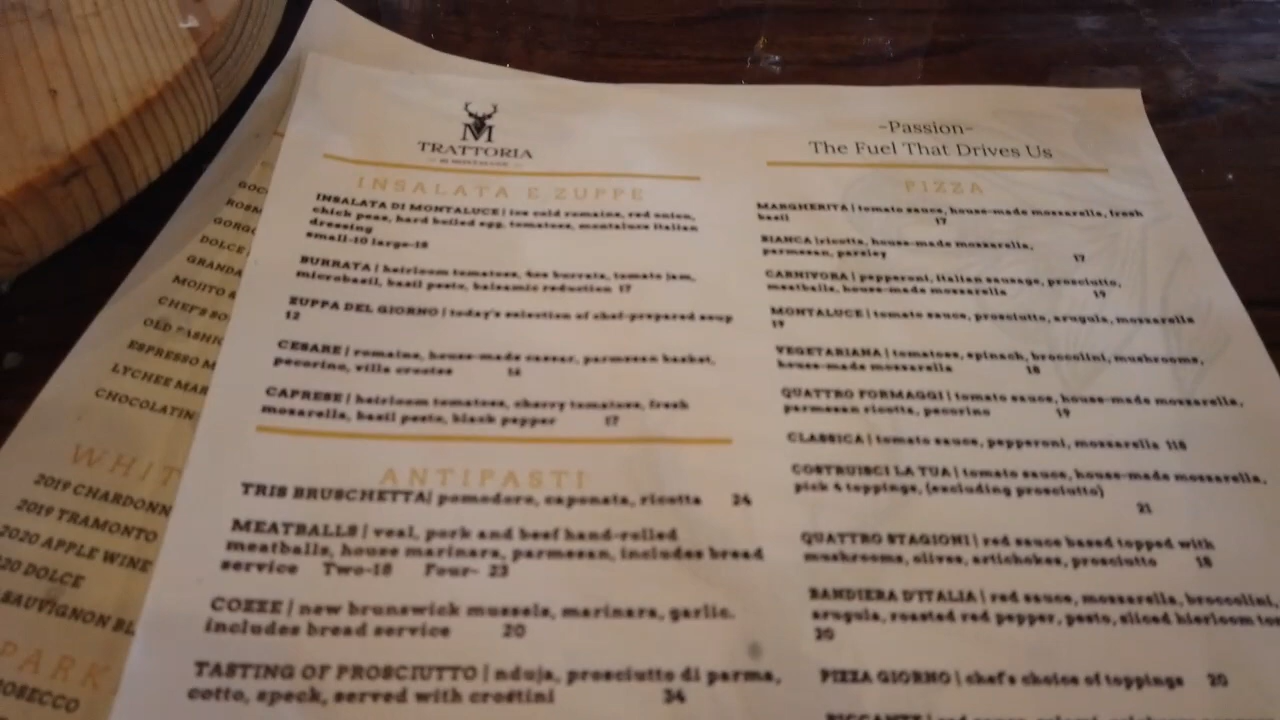 M
TRATTORIA
INSALATA E ZUPPE
INSALATA DI MONTALUCE | ice cold romaine, red onion,
chick peas, hard boiled egg, tomatoes, montaluce italian
dressing
small-10 large-18
BURRATA | heirloom tomatoes, 4oz burrata, tomato jam,
microbasil, basil pesto, balsamic reduction 17
ZUPPA DEL GIORNO | today's selection of chef-prepared soup
12
CESARE | romaine, house-made caesar, parmesan basket,
pecorino, villa crostee 14
CAPRESE | heirloom tomatoes, cherry tomatoes, fresh
mozarella, basil pesto, black pepper 17
ANTIPASTI
TRIS BRUSCHETTA| pomodoro, caponata, ricotta 24
MEATBALLS | veal, pork and beef hand-rolled
meatballs, house marinara, parmesan, includes bread
service Two-18 Four- 23
COZZE | new brunswick mussels, marinara, garlic.
includes bread service 20
TASTING OF PROSCIUTTO | nduja, prosciutto di parma,
cotto, speck, served with crostini 34
-Passion-
The Fuel That Drives Us
PIZZA
MARGHERITA | tomato sauce, house-made mozzarella, fresh
basil 17
BIANCA |ricotta, house-made mozzarella,
parmesan, parsley 17
CARNIVORA | pepperoni, italian sausage, prosciutto,
meatballs, house-made mozzarella 19
MONTALUCE | tomato sauce, prosciutto, arugula, mozzarella
19
VEGETARIANA | tomatoes, spinach, broccolini, mushrooms,
house-made mozzarella 18
QUATTRO FORMAGGI | tomato sauce, house-made mozzarella,
parmesan ricotta, pecorino 19
CLASSICA | tomato sauce, pepperoni, mozzarella 118
COSTRUISCI LA TUA | tomato sauce, house-made mozzarella,
pick 4 toppings, (excluding prosciutto)
21
QUATTRO STAGIONI | red sauce based topped with
mushrooms, olives, artichokes, prosciutto 18
BANDIERA D'ITALIA | red sauce, mozzarella, broccolini,
arugula, roasted red pepper, pesto, sliced hierloom
20
PIZZA GIORNO | chef's choice of toppings 20
DOLCE
GRANDA
MOJITO
CHEF'S
OLD
ESPRESSO M
LYCHEE MAR
CHOCOLATIN
WHIT
2019 CHARDONN
2019 TRAMONTO
2020 APPLE WINE
20 DOLCE
SAUVIGNON BL
PARK
ROSECCO